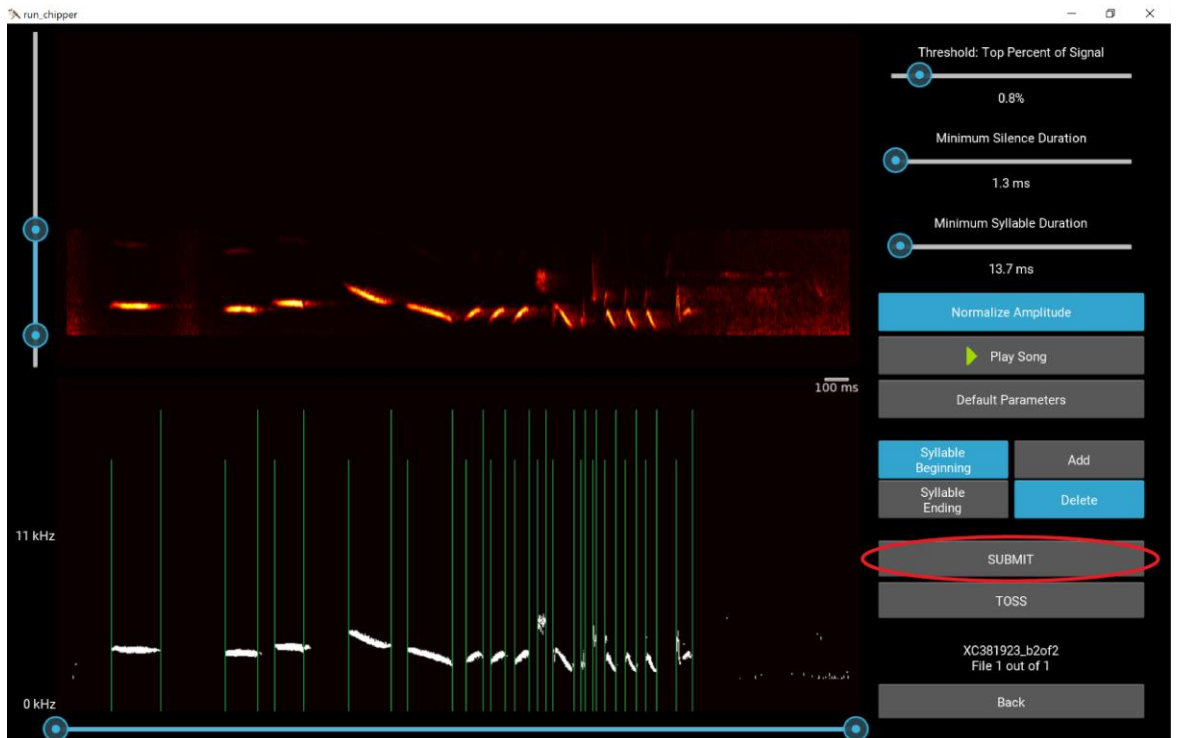 run_chipper
Threshold: Top Percent of Signal
0.8%
Minimum Silence Duration
1.3 ms
Minimum Syllable Duration
13.7 ms
Normalize Amplitude
Play Song
100 ms
Default Parameters
Syllable
Beginning
Add
Syllable
Ending
Delete
11 kHz
SUBMIT
TOSS
XC381923_b2of2
File 1 out of 1
0 kHz
Back